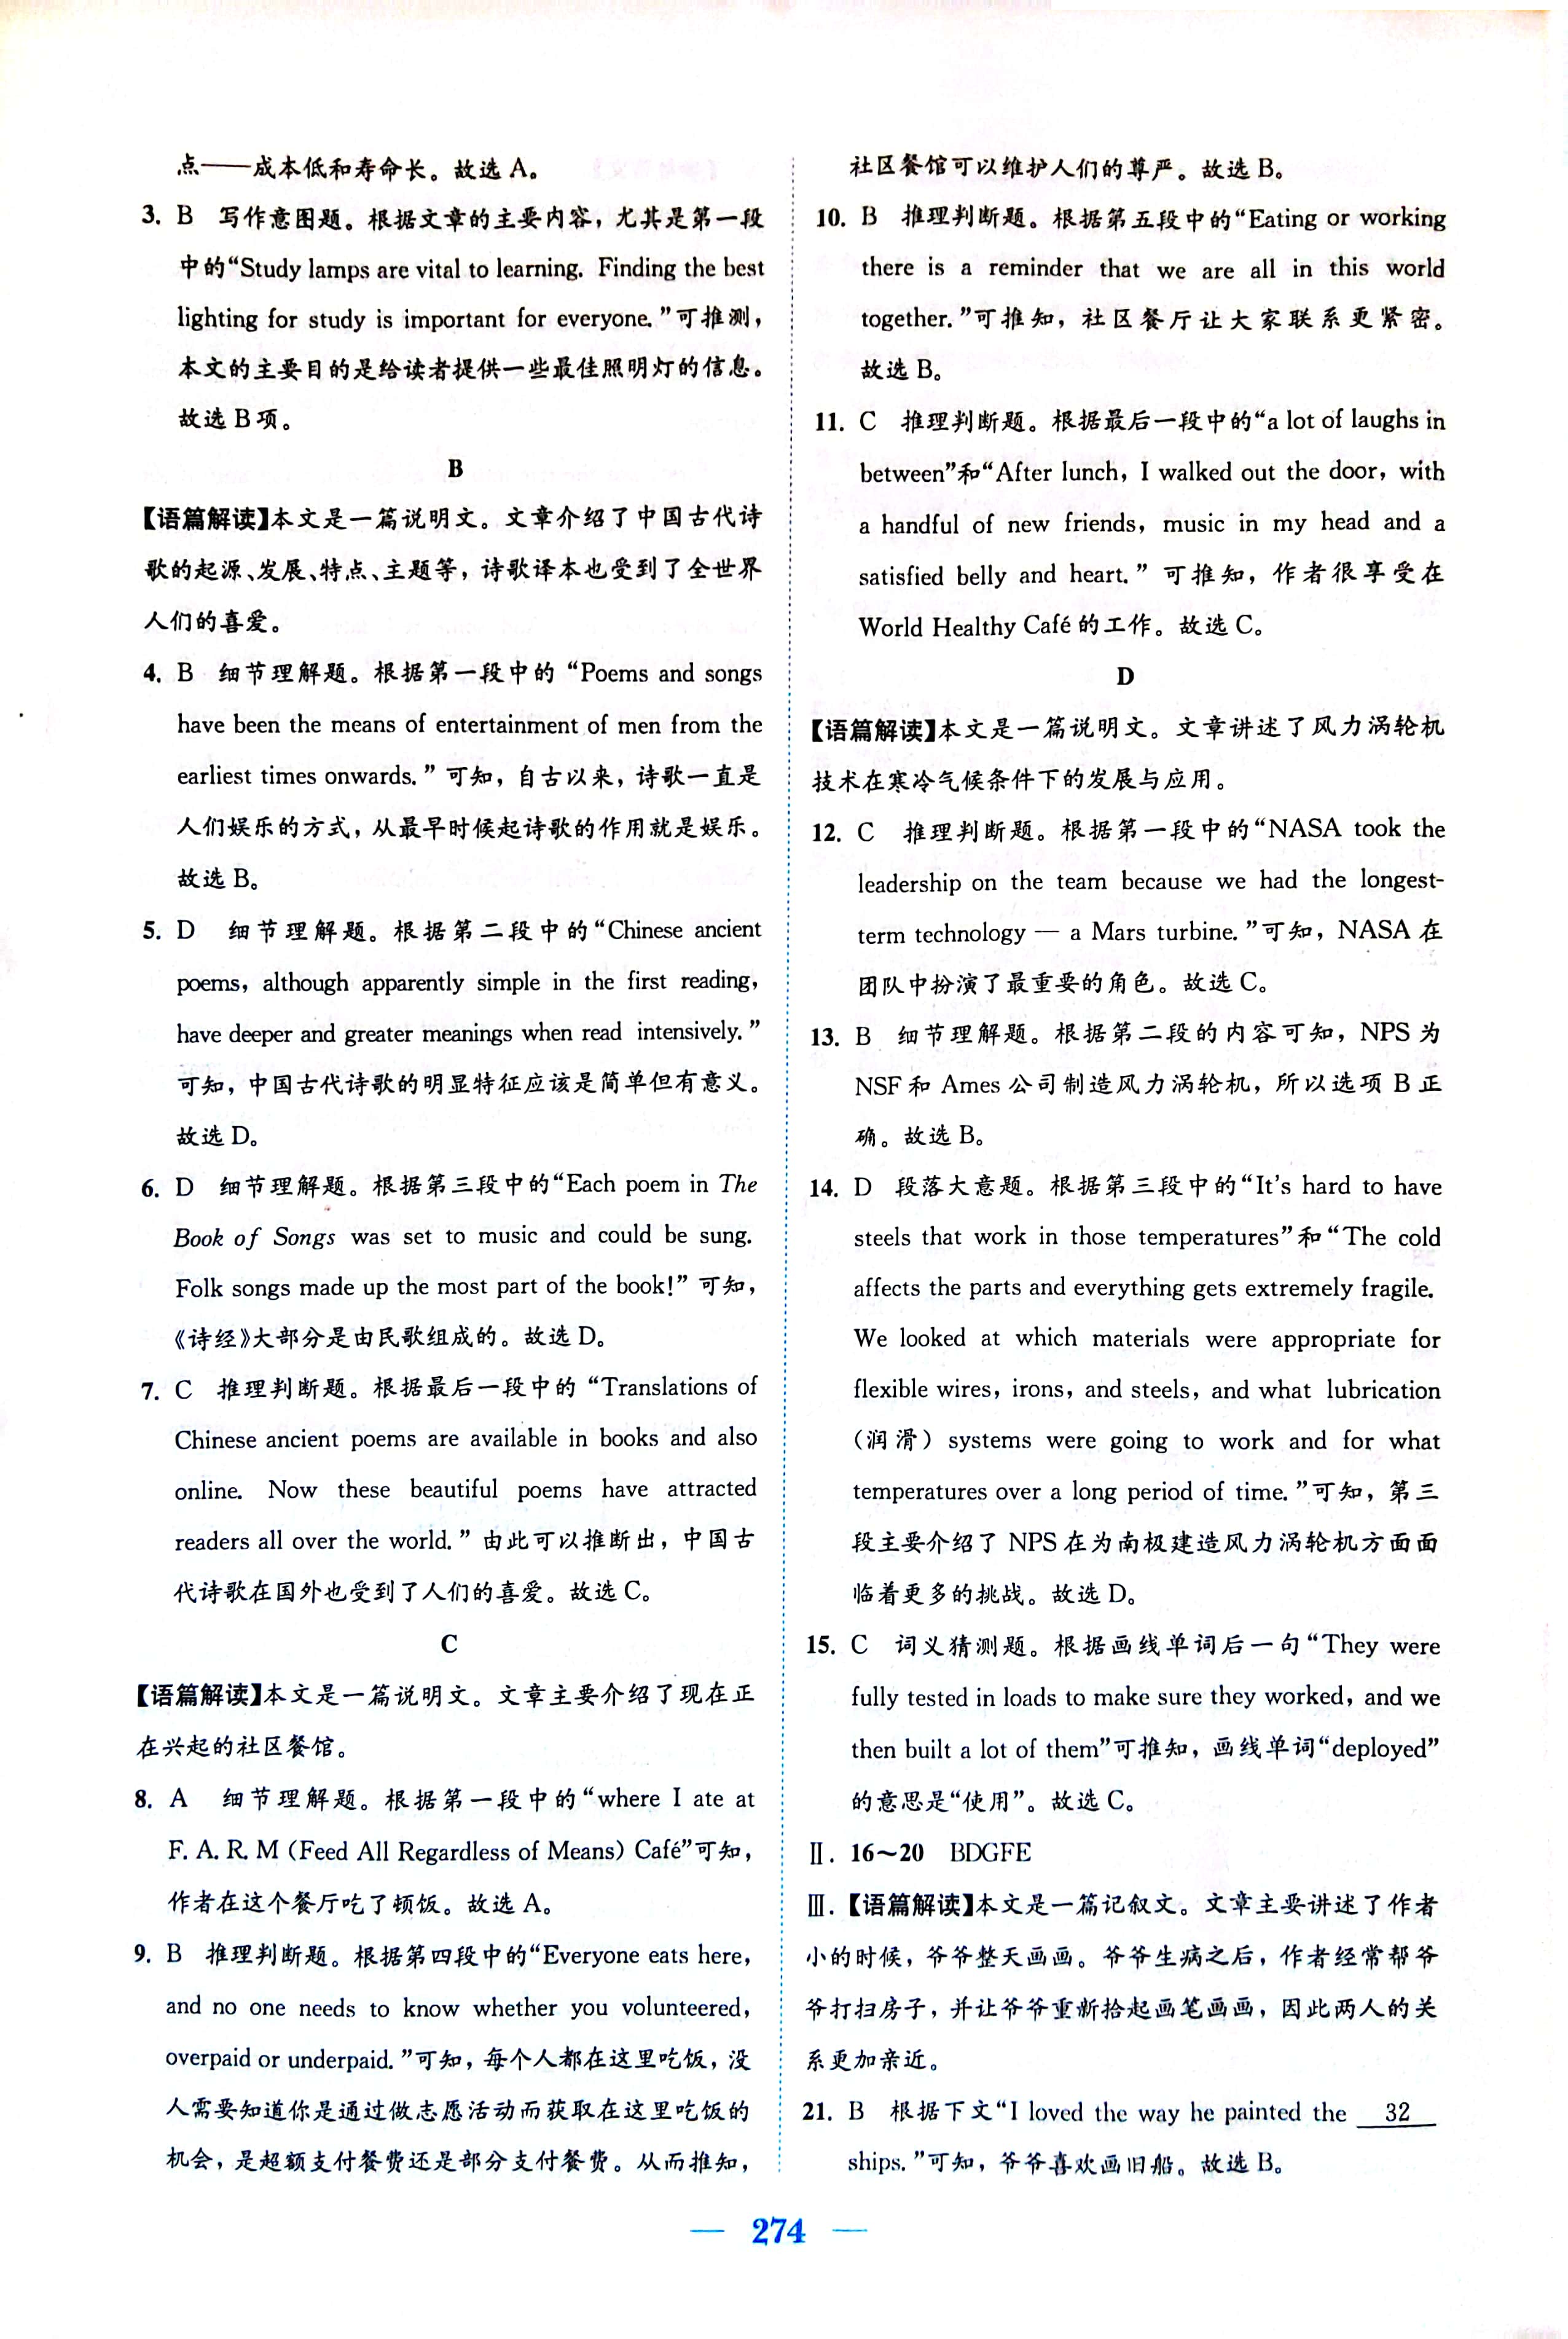 点——成本低和寿命长。故选 A。
3. B 写作意图题。根据文章的主要内容，尤其是第一段
中的“Study lamps are vital to learning. Finding the best
lighting for study is important for everyone.”可推测，
本文的主要目的是给读者提供一些最佳照明灯的信息。
故选 B 项。
B
【语篇解读】本文是一篇说明文。文章介绍了中国古代诗
歌的起源、发展、特点、主题等，诗歌译本也受到了全世界
人们的喜爱。
4. B 细节理解题。根据第一段中的 “Poems and songs
have been the means of entertainment of men from the
earliest times onwards.” 可知，自古以来，诗歌一直是
人们娱乐的方式，从最早时候起诗歌的作用就是娱乐。
故选 B。
5. D 细节理解题。根据第二段中的“Chinese ancient
poems, although apparently simple in the first reading,
have deeper and greater meanings when read intensively.”
可知，中国古代诗歌的明显特征应该是简单但有意义。
故选 D。
6. D 细节理解题。根据第三段中的“Each poem in The
Book of Songs was set to music and could be sung.
Folk songs made up the most part of the book!” 可知，
《诗经》大部分是由民歌组成的。故选 D。
7. C 推理判断题。根据最后一段中的 “Translations of
Chinese ancient poems are available in books and also
online. Now these beautiful poems have attracted
readers all over the world.” 由此可以推断出，中国古
代诗歌在国外也受到了人们的喜爱。故选 C。
C
【语篇解读】本文是一篇说明文。文章主要介绍了现在正
在兴起的社区餐馆。
8. A 细节理解题。根据第一段中的“where I ate at
F. A. R. M (Feed All Regardless of Means) Café”可知，
作者在这个餐厅吃了顿饭。故选 A。
9. B 推理判断题。根据第四段中的“Everyone eats here,
and no one needs to know whether you volunteered,
overpaid or underpaid.”可知，每个人都在这里吃饭，没
人需要知道你是通过做志愿活动而获取在这里吃饭的
机会，是超额支付餐费还是部分支付餐费。从而推知，
社区餐馆可以维护人们的尊严。故选 B。
10. B 推理判断题。根据第五段中的“Eating or working
there is a reminder that we are all in this world
together.”可推知，社区餐厅让大家联系更紧密。
故选 B。
11. C 推理判断题。根据最后一段中的“a lot of laughs in
between”和“After lunch, I walked out the door, with
a handful of new friends, music in my head and a
satisfied belly and heart.” 可推知，作者很享受在
World Healthy Café 的工作。故选 C。
D
【语篇解读】本文是一篇说明文。文章讲述了风力涡轮机
技术在寒冷气候条件下的发展与应用。
12. C 推理判断题。根据第一段中的“NASA took the
leadership on the team because we had the longest-
term technology — a Mars turbine.”可知，NASA 在
团队中扮演了最重要的角色。故选 C。
13. B 细节理解题。根据第二段的内容可知，NPS 为
NSF 和 Ames 公司制造风力涡轮机，所以选项 B 正
确。故选 B。
14. D 段落大意题。根据第三段中的“It's hard to have
steels that work in those temperatures”和“The cold
affects the parts and everything gets extremely fragile.
We looked at which materials were appropriate for
flexible wires, irons, and steels, and what lubrication
（润滑）systems were going to work and for what
temperatures over a long period of time.”可知，第三
段主要介绍了 NPS 在为南极建造风力涡轮机方面面
临着更多的挑战。故选 D。
15. C 词义猜测题。根据画线单词后一句“They were
fully tested in loads to make sure they worked, and we
then built a lot of them”可推知，画线单词“deployed”
的意思是“使用”。故选 C。
Ⅱ. 16～20 BDGFE
Ⅲ.【语篇解读】本文是一篇记叙文。文章主要讲述了作者
小的时候，爷爷整天画画。爷爷生病之后，作者经常帮爷
爷打扫房子，并让爷爷重新拾起画笔画画，因此两人的关
系更加亲近。
21. B 根据下文“I loved the way he painted the 32
ships.”可知，爷爷喜欢画旧船。故选 B。
— 274 —